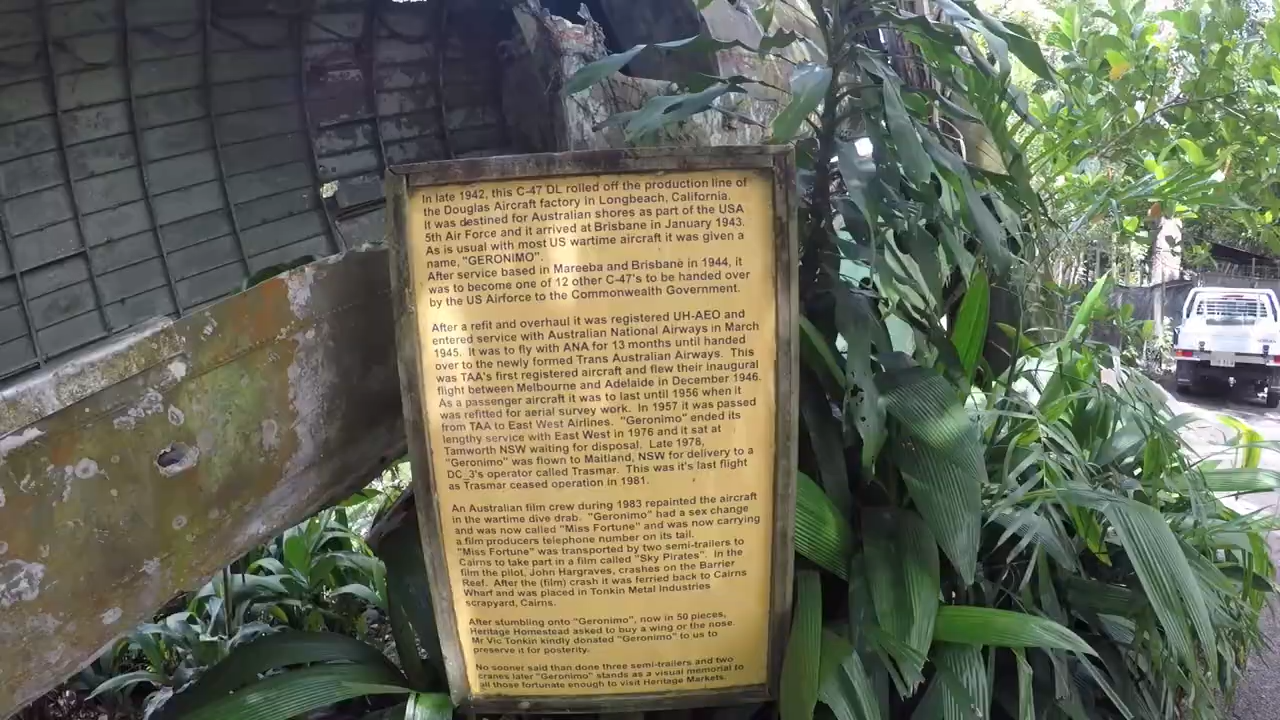 In late 1942, this C-47 DL rolled off the production line of
the Douglas Aircraft factory in Longbeach, California.
It was destined for Australian shores as part of the USA
5th Air Force and it arrived at Brisbane in January 1943.
As is usual with most US wartime aircraft it was given a
name, "GERONIMO".
After service based in Mareeba and Brisbane in 1944, it
was to become one of 12 other C-47's to be handed over
by the US Airforce to the Commonwealth Government.
After a refit and overhaul it was registered UH-AEO and
entered service with Australian National Airways in March
1945. It was to fly with ANA for 13 months until handed
over to the newly formed Trans Australian Airways. This
was TAA's first registered aircraft and flew their inaugural
flight between Melbourne and Adelaide in December 1946.
As a passenger aircraft it was to last until 1956 when it
was refitted for aerial survey work. In 1957 it was passed
from TAA to East West Airlines. "Geronimo" ended its
lengthy service with East West in 1976 and it sat at
Tamworth NSW waiting for disposal. Late 1978,
"Geronimo" was flown to Maitland, NSW for delivery to a
DC_3's operator called Trasmar. This was it's last flight
as Trasmar ceased operation in 1981.
An Australian film crew during 1983 repainted the aircraft
in the wartime dive drab. "Geronimo" had a sex change
and was now called "Miss Fortune" and was now carrying
a film producers telephone number on its tail.
"Miss Fortune" was transported by two semi-trailers to
Cairns to take part in a film called "Sky Pirates". In the
film the pilot, John Hargraves, crashes on the Barrier
Reef. After the (film) crash it was ferried back to Cairns
Wharf and was placed in Tonkin Metal Industries
scrapyard, Cairns.
After stumbling onto "Geronimo", now in 50 pieces,
Heritage Homestead asked to buy a wing or the nose.
Mr Vic Tonkin kindly donated "Geronimo" to us to
preserve it for posterity.
No sooner said than done three semi-trailers and two
cranes later "Geronimo" stands as a visual memorial to
all those fortunate enough to visit Heritage Markets.